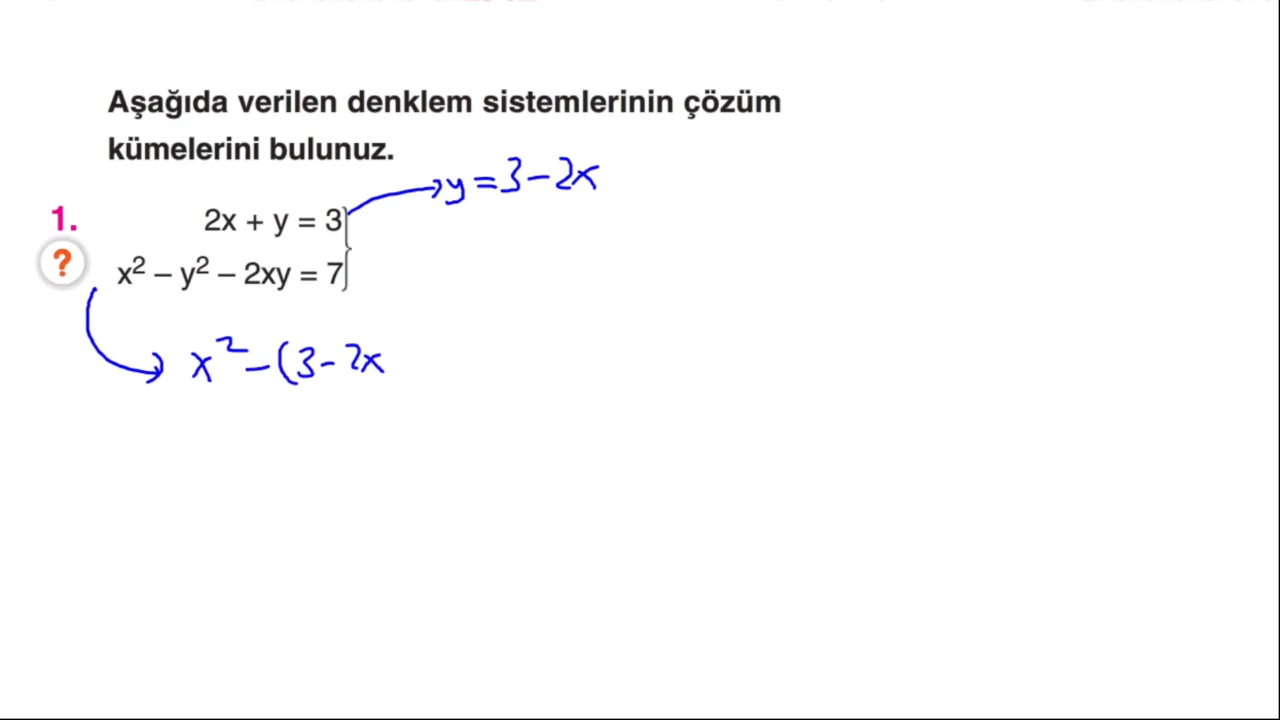 Aşağıda verilen denklem sistemlerinin çözüm
kümelerini bulunuz.
y = 3 - 2x
1. 2x + y = 3
?
x² – y² – 2xy = 7
x² - (3 - 2x